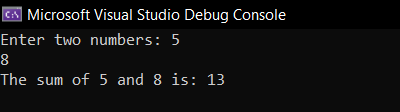 C:\ Microsoft Visual Studio Debug Console
Enter two numbers: 5
8
The sum of 5 and 8 is: 13